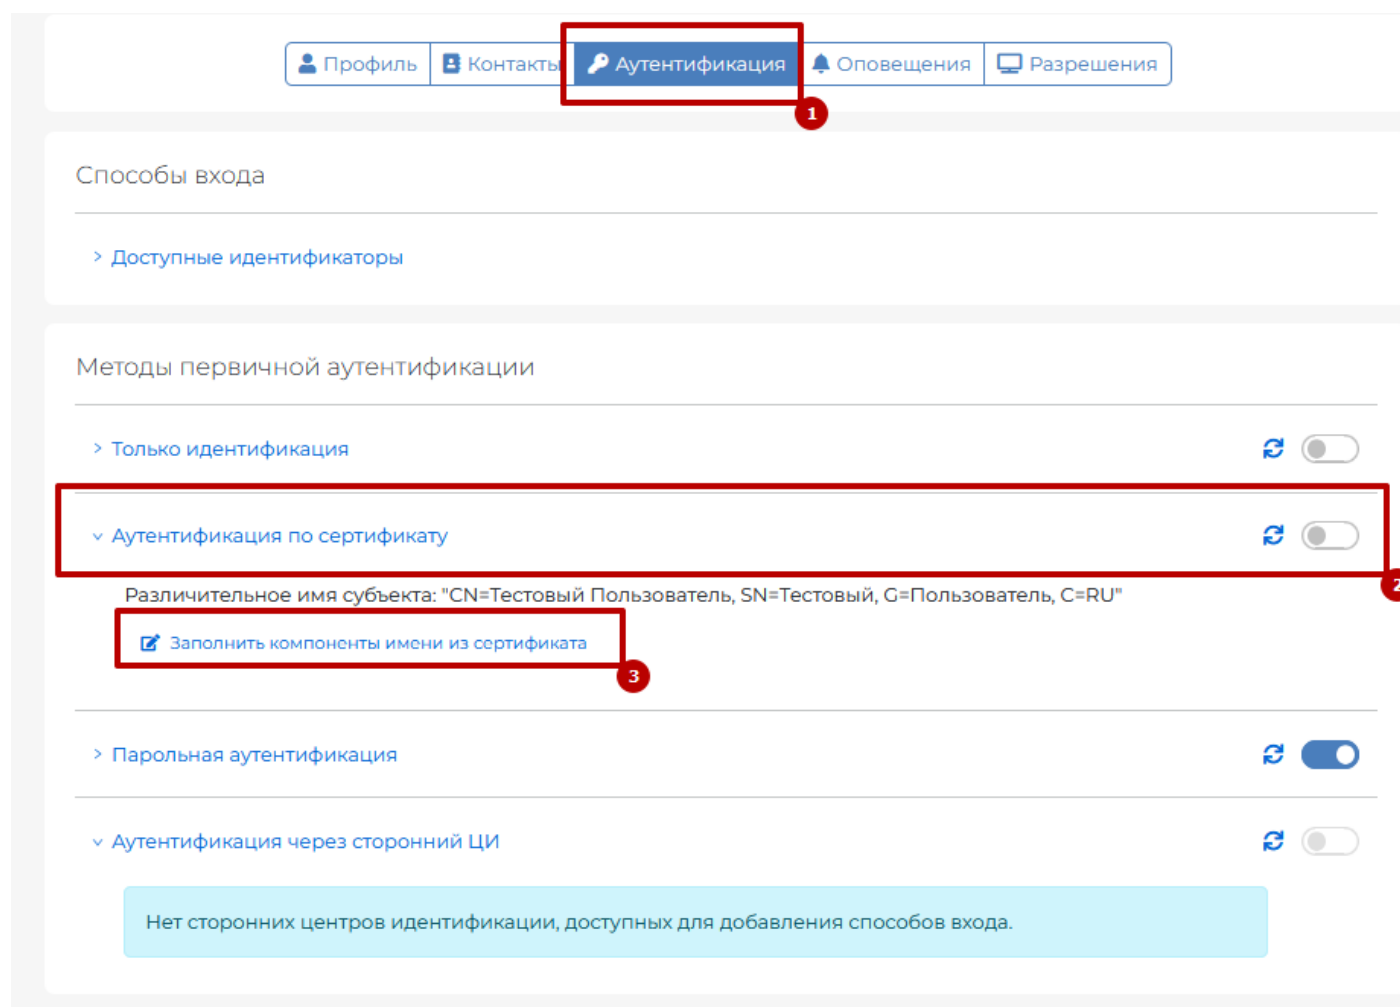 Профиль Контакты Аутентификация Оповещения Разрешения
1
Способы входа
> Доступные идентификаторы
Методы первичной аутентификации
> Только идентификация
Аутентификация по сертификату
2
Различительное имя субъекта: "CN=Тестовый Пользователь, SN=Тестовый, G=Пользователь, C=RU"
Заполнить компоненты имени из сертификата
3
> Парольная аутентификация
Аутентификация через сторонний ЦИ
Нет сторонних центров идентификации, доступных для добавления способов входа.